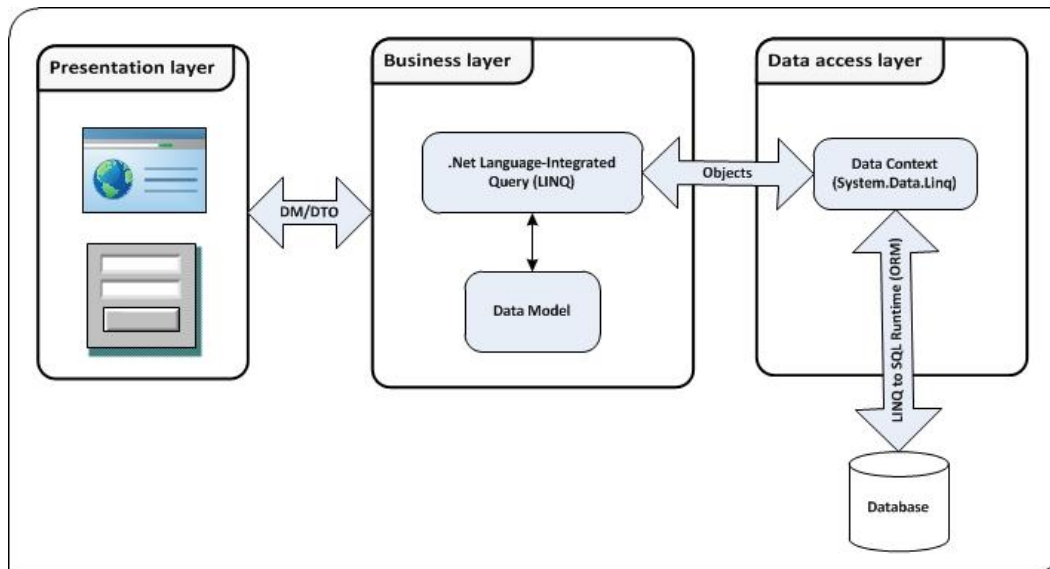 Presentation layer
DM/DTO
Business layer
.Net Language-Integrated
Query (LINQ)
Data Model
Objects
Data access layer
Data Context
(System.Data.Linq)
LINQ to SQL Runtime (ORM)
Database